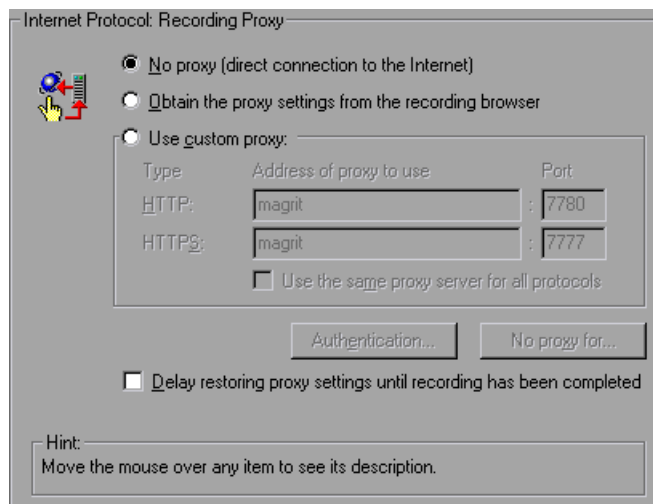 Internet Protocol: Recording Proxy
No proxy (direct connection to the Internet)
Obtain the proxy settings from the recording browser
Use custom proxy:
Type Address of proxy to use Port
HTTP: magrit : 7780
HTTPS: magrit : 7777
Use the same proxy server for all protocols
Authentication... No proxy for...
Delay restoring proxy settings until recording has been completed
Hint:
Move the mouse over any item to see its description.